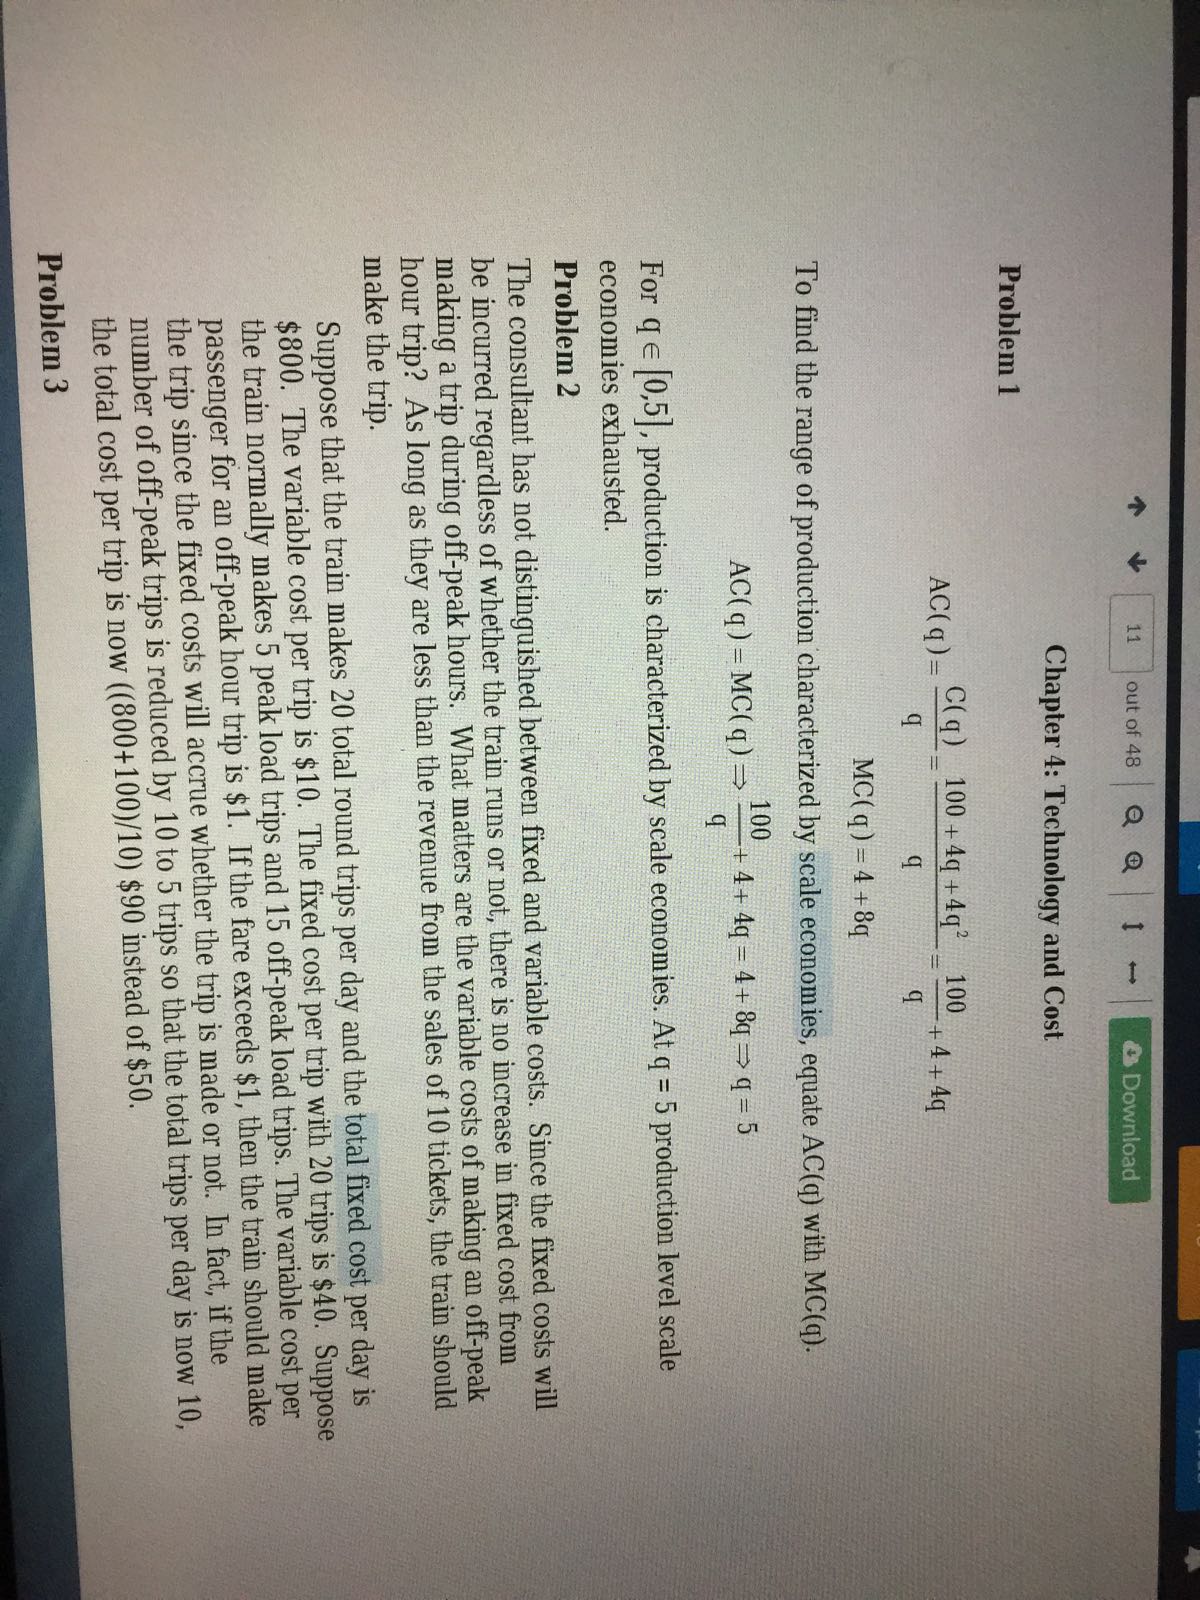 11 out of 48 Download
Chapter 4: Technology and Cost
Problem 1
AC(q) = C(q)/q = (100 + 4q + 4q²)/q = 100/q + 4 + 4q
MC(q) = 4 + 8q
To find the range of production characterized by scale economies, equate AC(q) with MC(q).
AC(q) = MC(q) ⇒ 100/q + 4 + 4q = 4 + 8q ⇒ q = 5
For q ∈ [0,5], production is characterized by scale economies. At q = 5 production level scale
economies exhausted.
Problem 2
The consultant has not distinguished between fixed and variable costs. Since the fixed costs will
be incurred regardless of whether the train runs or not, there is no increase in fixed cost from
making a trip during off-peak hours. What matters are the variable costs of making an off-peak
hour trip? As long as they are less than the revenue from the sales of 10 tickets, the train should
make the trip.
Suppose that the train makes 20 total round trips per day and the total fixed cost per day is
$800. The variable cost per trip is $10. The fixed cost per trip with 20 trips is $40. Suppose
the train normally makes 5 peak load trips and 15 off-peak load trips. The variable cost per
passenger for an off-peak hour trip is $1. If the fare exceeds $1, then the train should make
the trip since the fixed costs will accrue whether the trip is made or not. In fact, if the
number of off-peak trips is reduced by 10 to 5 trips so that the total trips per day is now 10,
the total cost per trip is now ((800+100)/10) $90 instead of $50.
Problem 3